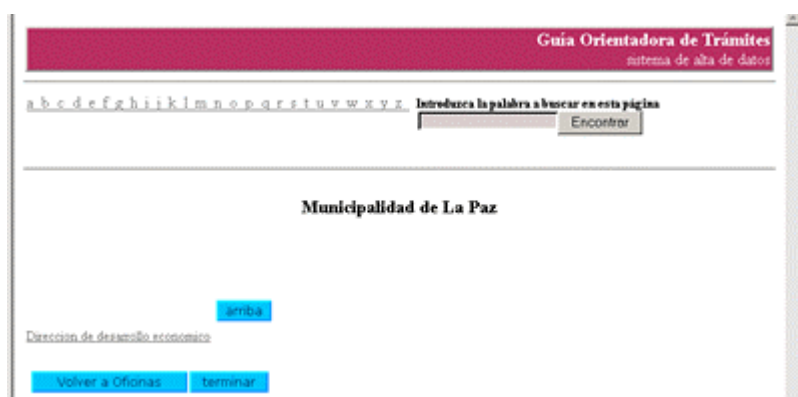 Guía Orientadora de Trámites
sistema de alta de datos
a b c d e f g h i j k l m n o p q r s t u v w x y z
Introduzca la palabra a buscar en esta página
Encontrar
Municipalidad de La Paz
arriba
Direccion de desarrollo economico
Volver a Oficinas
terminar